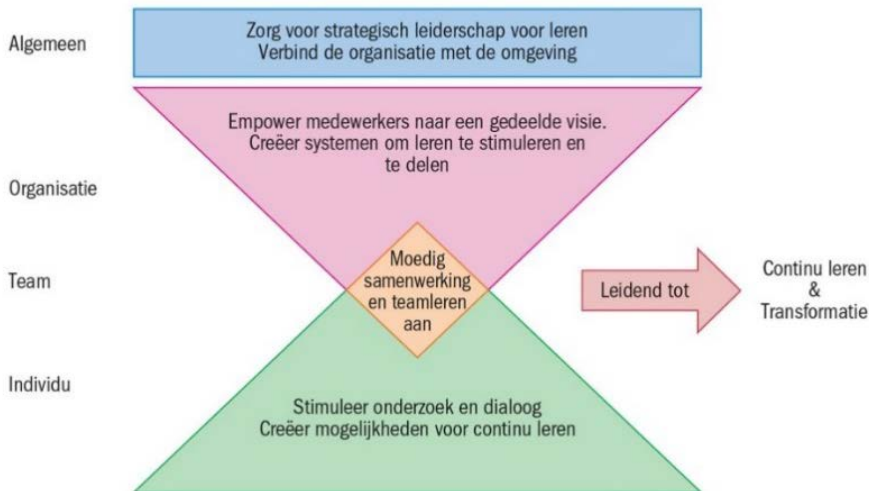 Algemeen
Zorg voor strategisch leiderschap voor leren
Verbind de organisatie met de omgeving
Empower medewerkers naar een gedeelde visie.
Creëer systemen om leren te stimuleren en
te delen
Organisatie
Team
Moedig
samenwerking
en teamleren
aan
Leidend tot
Continu leren
&
Transformatie
Individu
Stimuleer onderzoek en dialoog
Creëer mogelijkheden voor continu leren